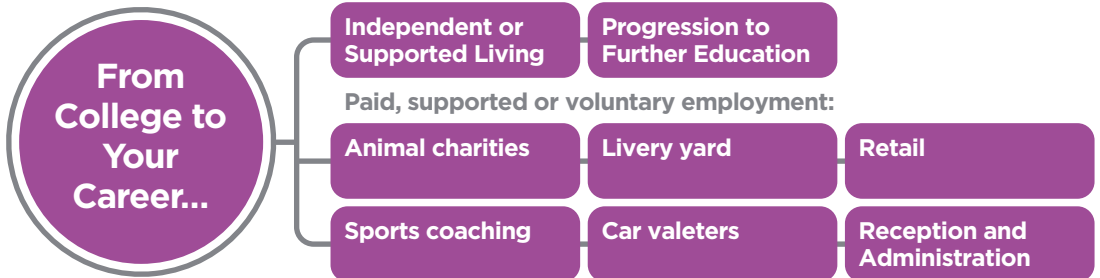 From
College to
Your
Career...
Independent or
Supported Living
Progression to
Further Education
Paid, supported or voluntary employment:
Animal charities
Livery yard
Retail
Sports coaching
Car valeters
Reception and
Administration